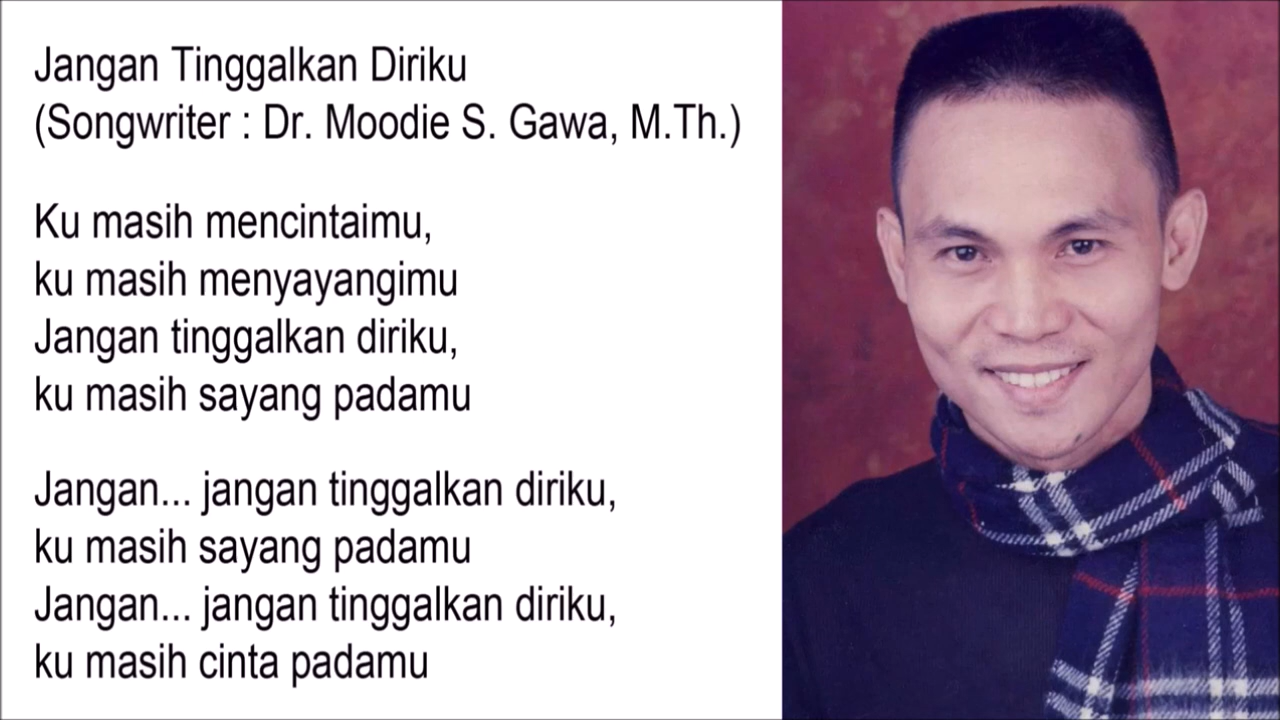 Jangan Tinggalkan Diriku
(Songwriter : Dr. Moodie S. Gawa, M.Th.)
Ku masih mencintaimu,
ku masih menyayangimu
Jangan tinggalkan diriku,
ku masih sayang padamu
Jangan... jangan tinggalkan diriku,
ku masih sayang padamu
Jangan... jangan tinggalkan diriku,
ku masih cinta padamu